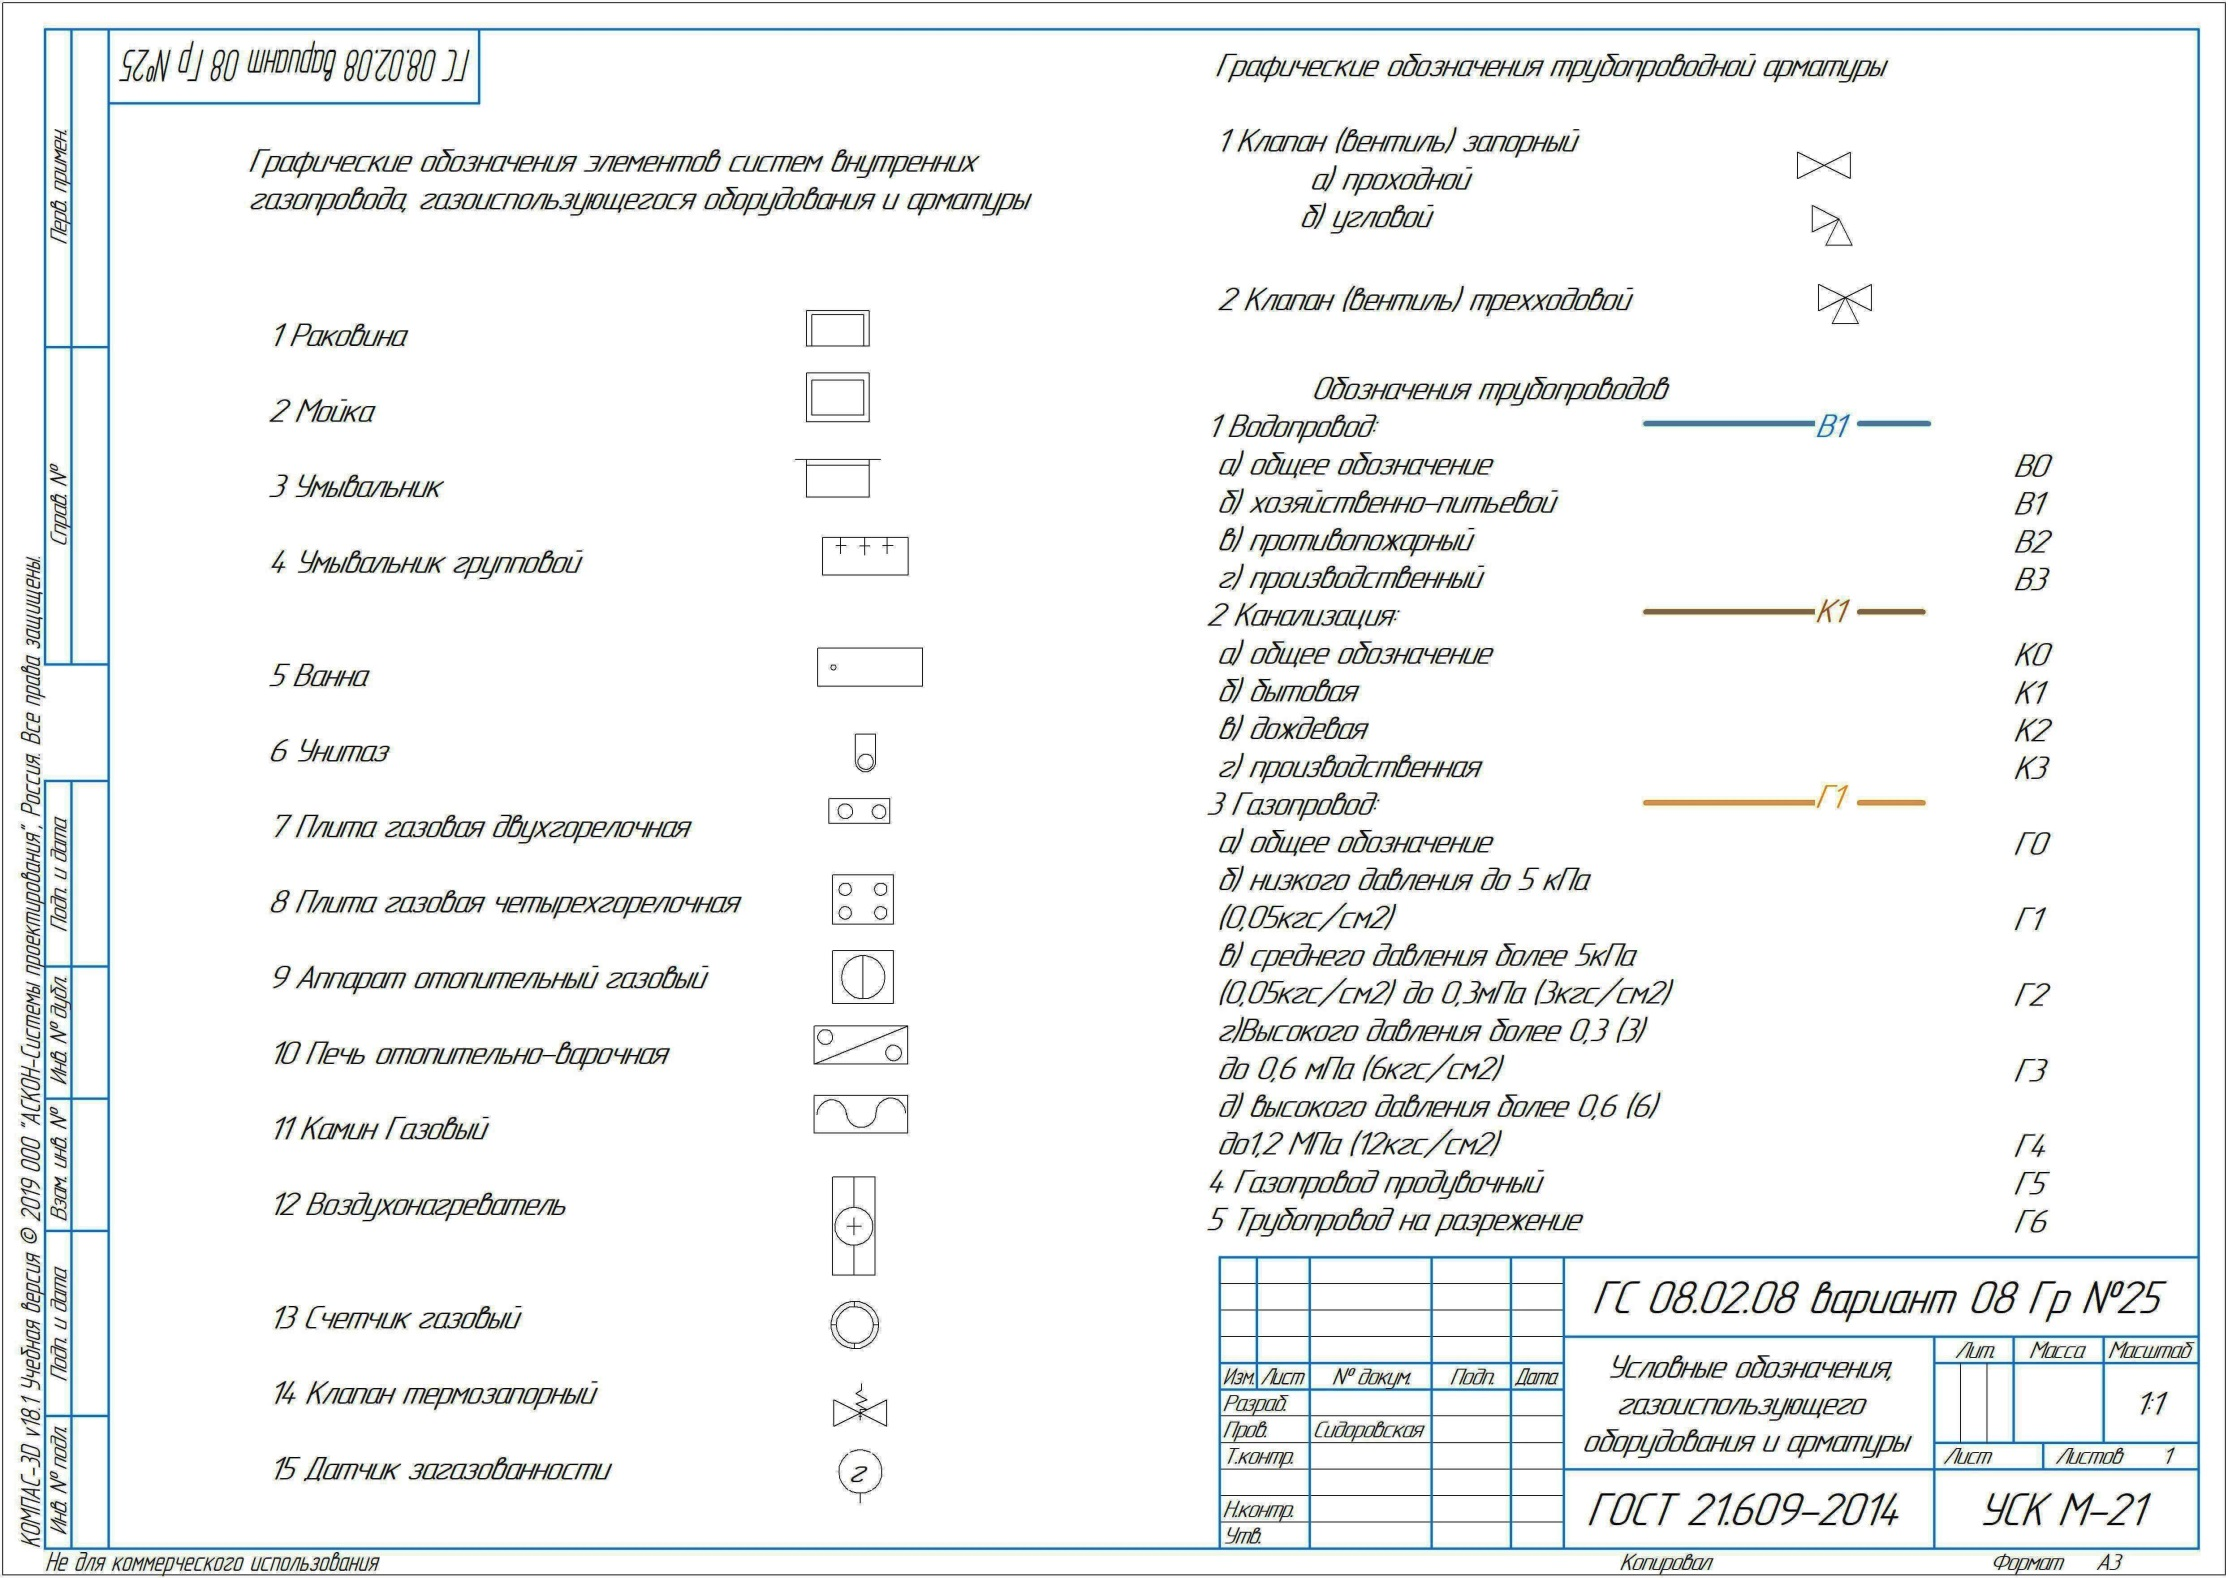 ГС 08.02.08 вариант 08 Гр №25
Графические обозначения элементов систем внутренних
газопровода, газоиспользующегося оборудования и арматуры
1 Раковина
2 Мойка
3 Умывальник
4 Умывальник групповой
5 Ванна
6 Унитаз
7 Плита газовая двухгорелочная
8 Плита газовая четырехгорелочная
9 Аппарат отопительный газовый
10 Печь отопительно-варочная
11 Камин Газовый
12 Воздухонагреватель
13 Счетчик газовый
14 Клапан термозапорный
15 Датчик загазованности
г
Графические обозначения трубопроводной арматуры
1 Клапан (вентиль) запорный
а) проходной
б) угловой
2 Клапан (вентиль) трехходовой
Обозначения трубопроводов
1 Водопровод: В1
а) общее обозначение В0
б) хозяйственно-питьевой В1
в) противопожарный В2
г) производственный В3
2 Канализация: К1
а) общее обозначение К0
б) бытовая К1
в) дождевая К2
г) производственная К3
3 Газопровод: Г1
а) общее обозначение Г0
б) низкого давления до 5 кПа
(0,05кгс/см2) Г1
в) среднего давления более 5кПа
(0,05кгс/см2) до 0,3мПа (3кгс/см2) Г2
г)Высокого давления более 0,3 (3)
до 0,6 мПа (6кгс/см2) Г3
д) высокого давления более 0,6 (6)
до1,2 МПа (12кгс/см2) Г4
4 Газопровод продувочный Г5
5 Трубопровод на разрежение Г6
ГС 08.02.08 вариант 08 Гр №25
Условные обозначения,
газоиспользующего
оборудования и арматуры
Лит. Масса Масштаб
1:1
Лист Листов 1
Изм. Лист № докум. Подп. Дата
Разраб.
Пров. Сидоровская
Т.контр.
Н.контр.
Утв.
ГОСТ 21.609-2014
УСК М-21
Копировал Формат А3
Перв. примен.
Справ. №
Подп. и дата
Инв. № дубл.
Взам. инв. №
Подп. и дата
Инв. № подл.
КОМПАС-3D v18.1 Учебная версия © 2019 ООО "АСКОН-Системы проектирования", Россия. Все права защищены.
Не для коммерческого использования